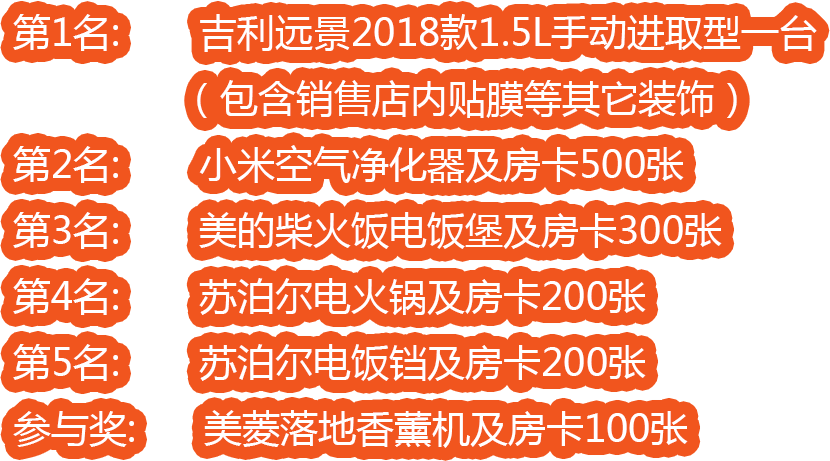 第1名: 吉利远景2018款1.5L手动进取型一台
（包含销售店内贴膜等其它装饰）
第2名: 小米空气净化器及房卡500张
第3名: 美的柴火饭电饭堡及房卡300张
第4名: 苏泊尔电火锅及房卡200张
第5名: 苏泊尔电饭铛及房卡200张
参与奖: 美菱落地香薰机及房卡100张